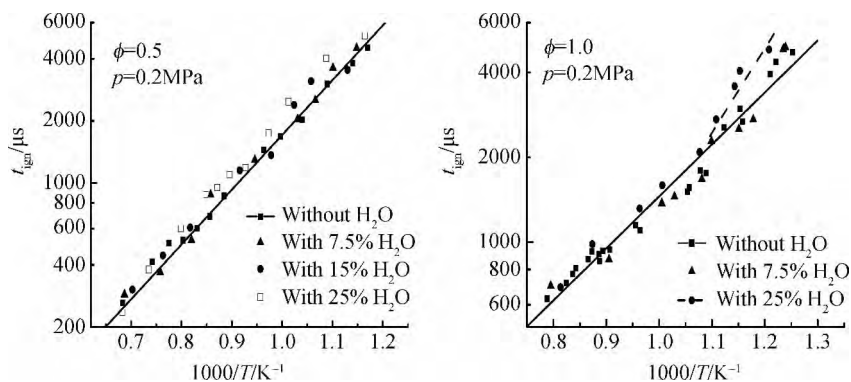 6000
4000
2000
1000
800
600
400
200
t_ign/μs
ϕ=0.5
p=0.2MPa
Without H₂O
With 7.5% H₂O
With 15% H₂O
With 25% H₂O
0.7 0.8 0.9 1.0 1.1 1.2
1000/T/K⁻¹
6000
4000
2000
1000
800
600
t_ign/μs
ϕ=1.0
p=0.2MPa
Without H₂O
With 7.5% H₂O
With 25% H₂O
0.8 0.9 1.0 1.1 1.2 1.3
1000/T/K⁻¹